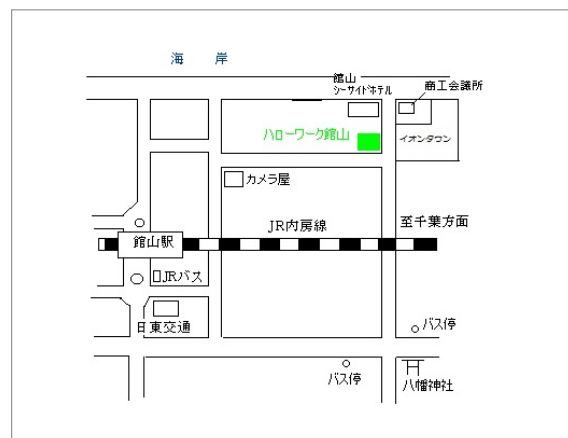 海 岸
館山
シーサイドホテル
商工会議所
ハローワーク館山
イオンタウン
カメラ屋
JR内房線
至千葉方面
館山駅
JRバス
日東交通
バス停
バス停
八幡神社